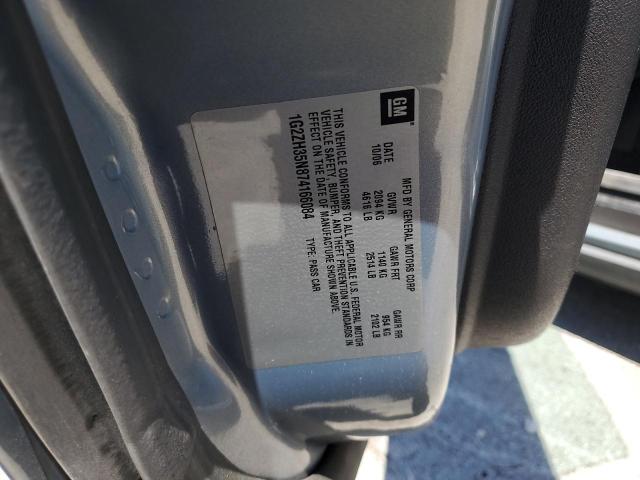 GM
MFD BY GENERAL MOTORS CORP
DATE GVWR GAWR FRT GAWR RR
10/06 2094 KG 1140 KG 954 KG
4616 LB 2514 LB 2102 LB
THIS VEHICLE CONFORMS TO ALL APPLICABLE U.S. FEDERAL MOTOR
VEHICLE SAFETY, BUMPER, AND THEFT PREVENTION STANDARDS IN
EFFECT ON THE DATE OF MANUFACTURE SHOWN ABOVE.
1G2ZH35N874166084 TYPE: PASS CAR